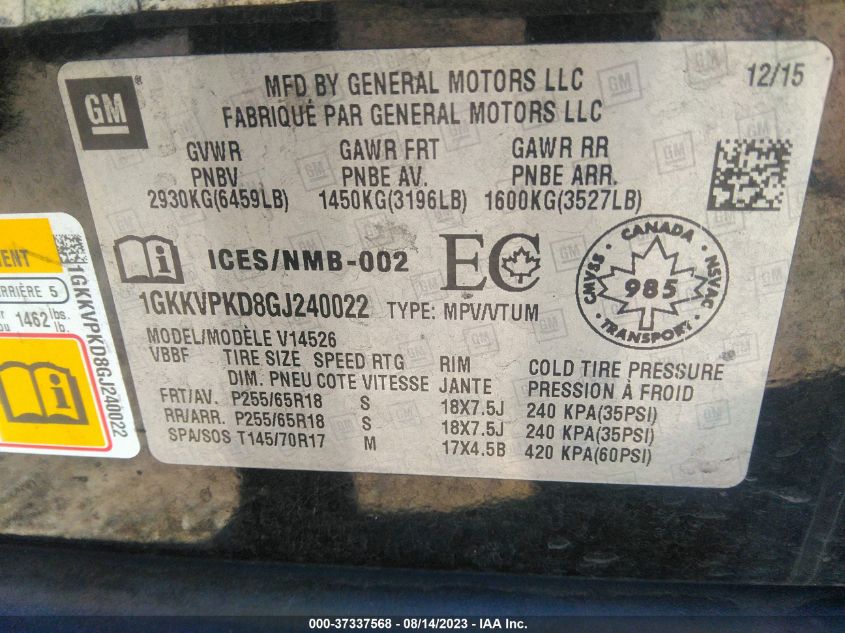 GM
MFD BY GENERAL MOTORS LLC
FABRIQUÉ PAR GENERAL MOTORS LLC
12/15
GVWR GAWR FRT GAWR RR
PNBV PNBE AV. PNBE ARR.
2930KG(6459LB) 1450KG(3196LB) 1600KG(3527LB)
ICES/NMB-002 EC
CANADA
CMVSS 985 NSVAC
TRANSPORT
1GKKVPKD8GJ240022 TYPE: MPV/VTUM
MODEL/MODÈLE V14526
VBBF TIRE SIZE SPEED RTG RIM COLD TIRE PRESSURE
DIM. PNEU COTE VITESSE JANTE PRESSION À FROID
FRT/AV. P255/65R18 S 18X7.5J 240 KPA(35PSI)
RR/ARR. P255/65R18 S 18X7.5J 240 KPA(35PSI)
SPA/SOS T145/70R17 M 17X4.5B 420 KPA(60PSI)
5
1462 lbs.
lb.
1GKKVPKD8GJ240022
000-37337568 - 08/14/2023 - IAA Inc.